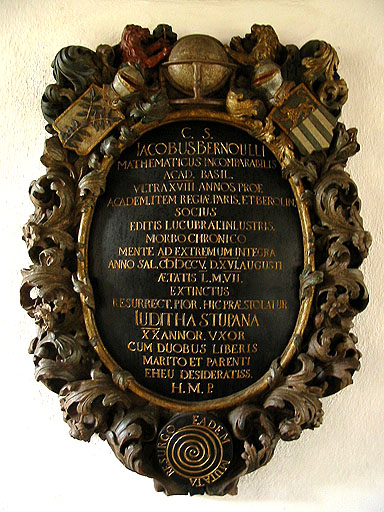 C. S.
IACOBUS BERNOULLI
MATHEMATICUS INCOMPARABILIS
ACAD. BASIL.
VLTRA XVIII ANNOS PROF.
ACADEM. ITEM REGIÆ PARIS. ET BEROLIN.
SOCIUS
EDITIS LUCUBRAT. INLUSTRIS.
MORBO CHRONICO
MENTE AD EXTREMUM INTEGRA
ANNO SAL. CIƆIƆCCV. D. XVI. AUGUSTI
ÆTATIS L. M. VII.
EXTINCTUS
RESURRECT. PIOR. HIC PRÆSTOLATUR
IUDITHA STUPANA
XX ANNOR. VXOR
CUM DUOBUS LIBERIS
MARITO ET PARENTI
EHEU DESIDERATISS.
H. M. P.
EADEM MUTATA RESURGO